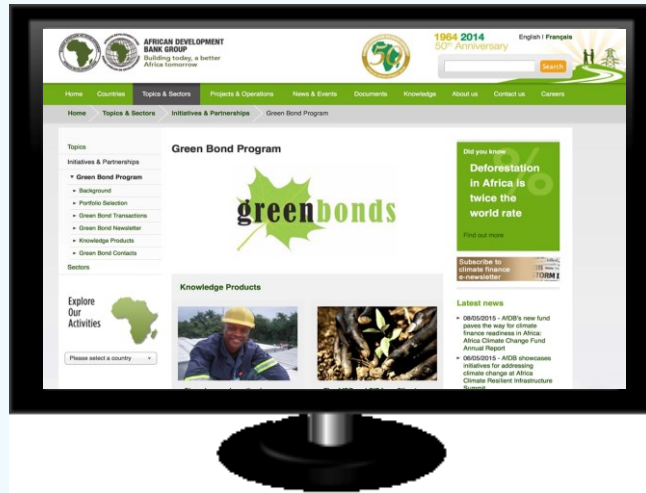 AFRICAN DEVELOPMENT
BANK GROUP
Building today, a better
Africa tomorrow
50
1964 2014
50th Anniversary
English | Français
Search
Home Countries Topics & Sectors Projects & Operations News & Events Documents Knowledge About us Contact us Careers
Home Topics & Sectors Initiatives & Partnerships Green Bond Program
Topics
Initiatives & Partnerships
Green Bond Program
Background
Portfolio Selection
Green Bond Transactions
Green Bond Newsletter
Knowledge Products
Green Bond Contacts
Sectors
Explore
Our
Activities
Please select a country
Green Bond Program
greenbonds
Knowledge Products
Did you know
%
Deforestation
in Africa is
twice the
world rate
Find out more
Subscribe to
climate finance
e-newsletter
Latest news
08/05/2015 - AfDB's new fund
paves the way for climate
finance readiness in Africa:
Africa Climate Change Fund
Annual Report
06/05/2015 - AfDB showcases
initiatives for addressing
climate change at Africa
Climate Resilient Infrastructure
Summit